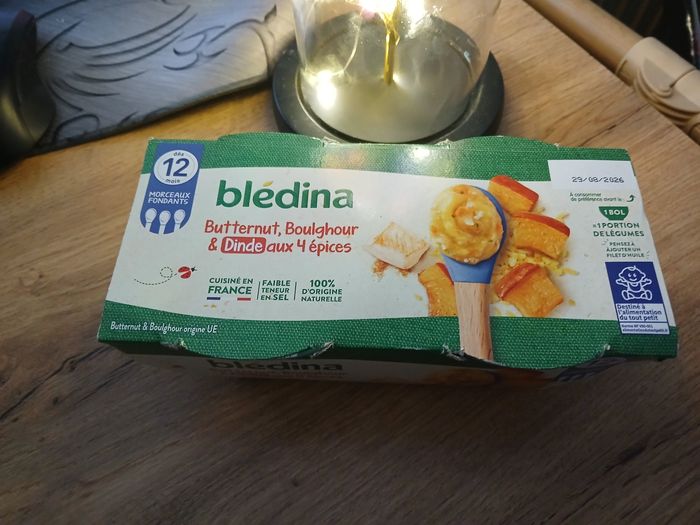 dès
12
mois
MORCEAUX
FONDANTS
blédina
Butternut, Boulghour
& Dinde aux 4 épices
CUISINÉ EN
FRANCE
FAIBLE
TENEUR
EN SEL
100%
D'ORIGINE
NATURELLE
Butternut & Boulghour origine UE
29/08/2026
À consommer
de préférence avant le :
1 BOL
=1 PORTION
DE LÉGUMES
PENSEZ À
AJOUTER UN
FILET D'HUILE
Destiné à
l'alimentation
du tout petit
blédina